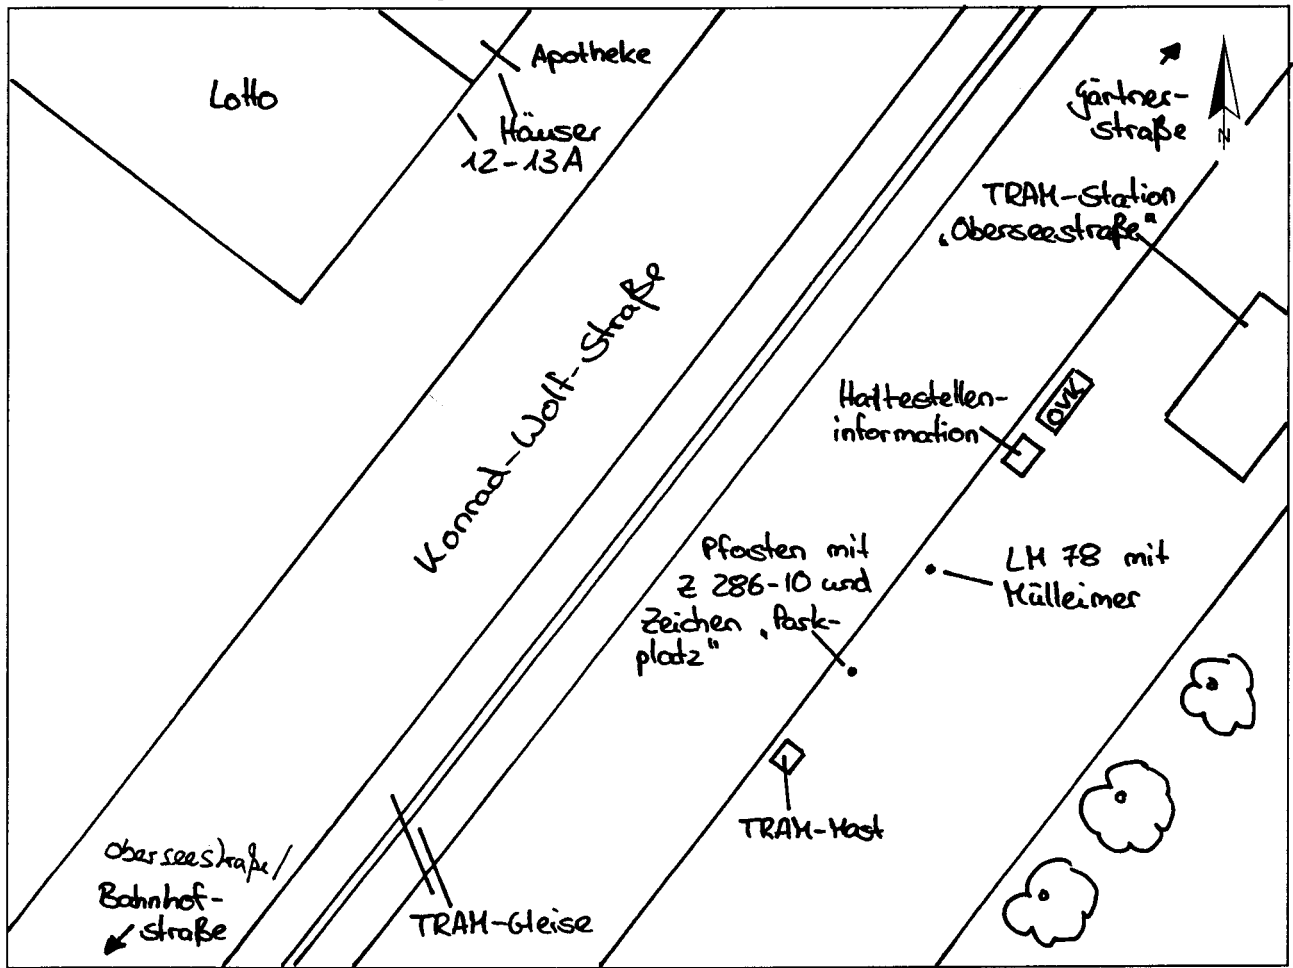 Lotto
Apotheke
Häuser
12-13A
Gärtner-
straße
N
TRAM-Station
„Oberseestraße"
Konrad-Wolf-Straße
Haltestellen-
information
OVK
Pfosten mit
Z 286-10 und
Zeichen „Park-
platz"
LM 78 mit
Mülleimer
TRAM-Mast
Oberseestraße/
Bahnhof-
straße
TRAM-Gleise